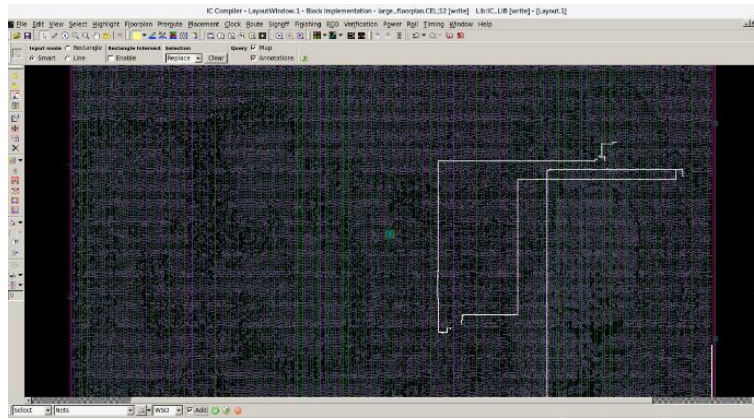 IC Compiler - LayoutWindow.1 - Block Implementation - large_floorplan.CEL;12 [write]   Lib:IC_LIB [write] - [Layout.1]
File Edit View Select Highlight Floorplan Preroute Placement Clock Route Signoff Finishing ECO Verification Power Rail Timing Window Help
Input mode Rectangle Rectangle Intersect Selection Query Map
Smart Line Enable Replace Clear Annotations
Select Nets WSO Add